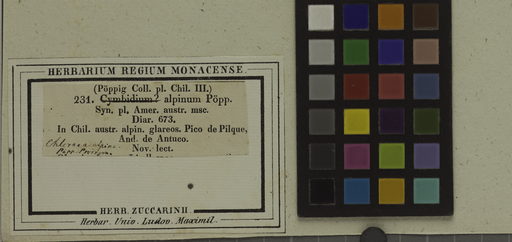 HERBARIUM REGIUM MONACENSE.
(Pöppig Coll. pl. Chil. III.)
231. Cymbidium? alpinum Pöpp.
Syn. pl. Amer. austr. msc.
Diar. 673.
In Chil. austr. alpin. glareos. Pico de Pilque,
And. de Antuco.
Chloraea alpina
Nov. lect.
HERB. ZUCCARINII
Herbar. Univ. Ludov. Maximil.